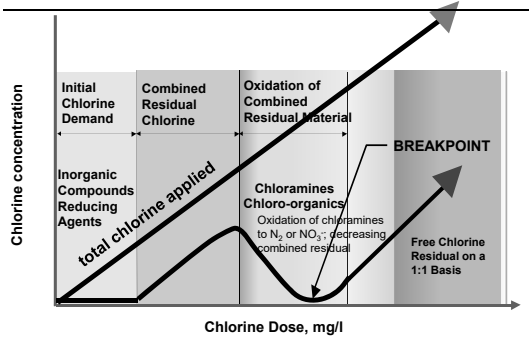 Chlorine concentration
Initial
Chlorine
Demand
Combined
Residual
Chlorine
Oxidation of
Combined
Residual Material
BREAKPOINT
Inorganic
Compounds
Reducing
Agents
total chlorine applied
Chloramines
Chloro-organics
Oxidation of chloramines
to N₂ or NO₃⁻; decreasing
combined residual
Free Chlorine
Residual on a
1:1 Basis
Chlorine Dose, mg/l